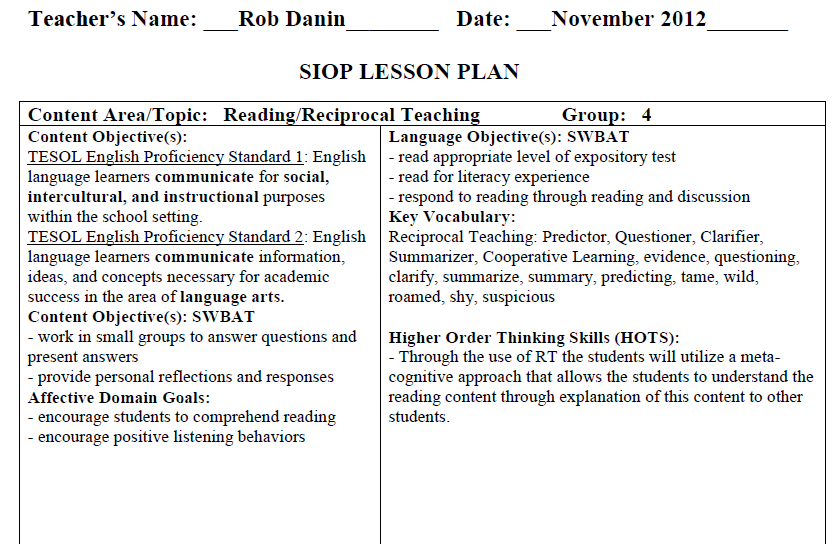 Teacher's Name: ___Rob Danin________ Date: ___November 2012_______
SIOP LESSON PLAN
Content Area/Topic: Reading/Reciprocal Teaching Group: 4
Content Objective(s):
TESOL English Proficiency Standard 1: English
language learners communicate for social,
intercultural, and instructional purposes
within the school setting.
TESOL English Proficiency Standard 2: English
language learners communicate information,
ideas, and concepts necessary for academic
success in the area of language arts.
Content Objective(s): SWBAT
- work in small groups to answer questions and
present answers
- provide personal reflections and responses
Affective Domain Goals:
- encourage students to comprehend reading
- encourage positive listening behaviors
Language Objective(s): SWBAT
- read appropriate level of expository test
- read for literacy experience
- respond to reading through reading and discussion
Key Vocabulary:
Reciprocal Teaching: Predictor, Questioner, Clarifier,
Summarizer, Cooperative Learning, evidence, questioning,
clarify, summarize, summary, predicting, tame, wild,
roamed, shy, suspicious
Higher Order Thinking Skills (HOTS):
- Through the use of RT the students will utilize a meta-
cognitive approach that allows the students to understand the
reading content through explanation of this content to other
students.